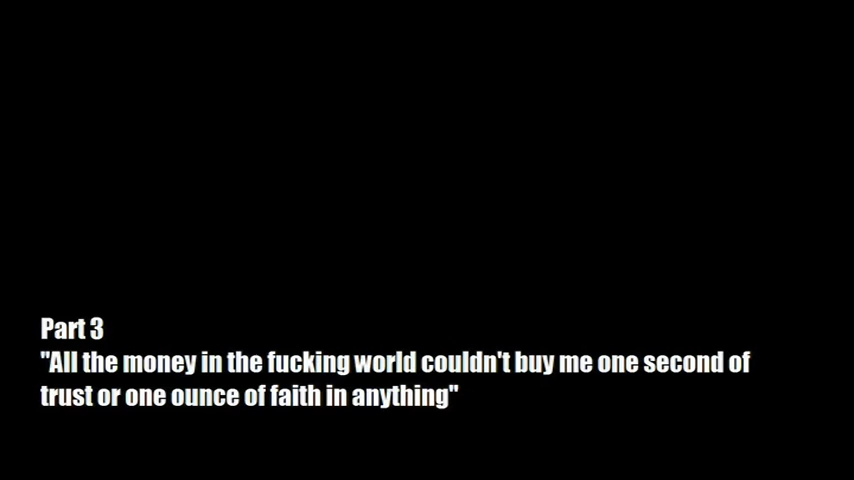 Part 3
"All the money in the fucking world couldn't buy me one second of
trust or one ounce of faith in anything"